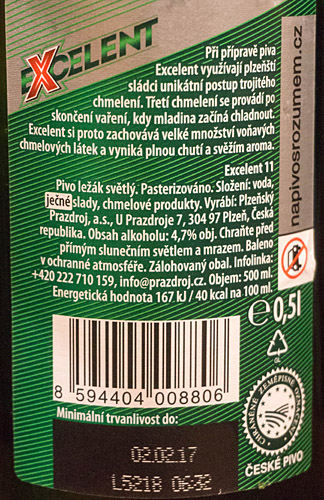 EXCELENT
Při přípravě piva
Excelent využívají plzeňští
sládci unikátní postup trojitého
chmelení. Třetí chmelení se provádí po
skončení vaření, kdy mladina začíná chladnout.
Excelent si proto zachovává velké množství voňavých
chmelových látek a vyniká plnou chutí a svěžím aroma.
Excelent 11
Pivo ležák světlý. Pasterizováno. Složení: voda,
ječné slady, chmelové produkty. Vyrábí: Plzeňský
Prazdroj, a.s., U Prazdroje 7, 304 97 Plzeň, Česká
republika. Obsah alkoholu: 4,7% obj. Chraňte před
přímým slunečním světlem a mrazem. Baleno
v ochranné atmosféře. Zálohovaný obal. Infolinka:
+420 222 710 159, info@prazdroj.cz. Objem: 500 ml.
Energetická hodnota 167 kJ / 40 kcal na 100 ml.
napivosrozumem.cz
℮ 0,5l
8 594404 008806
Minimální trvanlivost do:
02.02.17
L5218 06:32
CHRÁNĚNÉ ZEMĚPISNÉ OZNAČENÍ
ČESKÉ PIVO